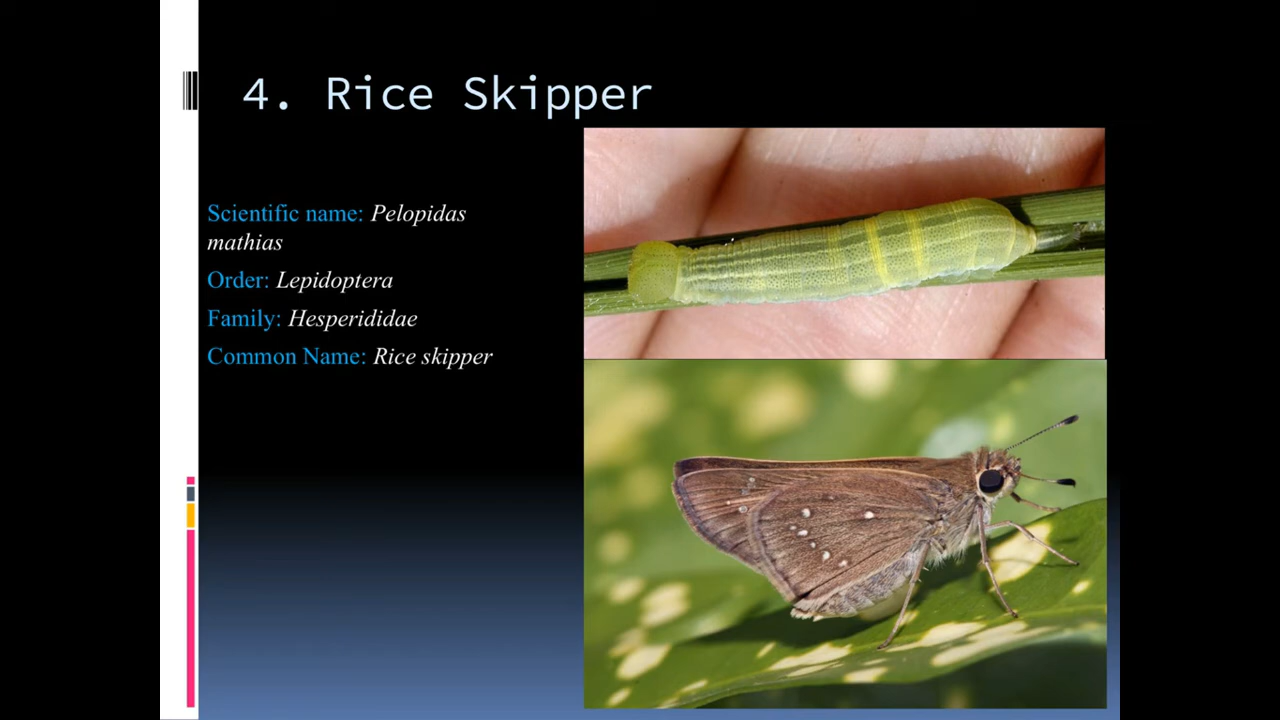 4. Rice Skipper
Scientific name: Pelopidas
mathias
Order: Lepidoptera
Family: Hesperididae
Common Name: Rice skipper